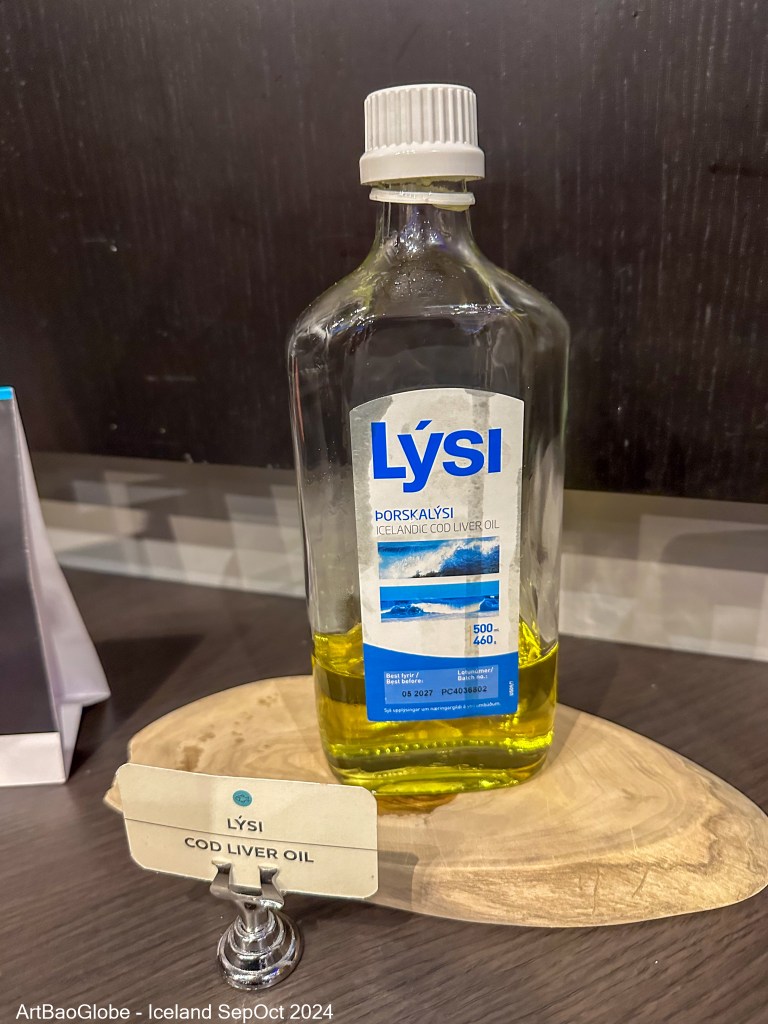 Lýsi
ÞORSKALÝSI
ICELANDIC COD LIVER OIL
500 ml
460 g
Best fyrir / Lotunúmer/
Best before: Batch no.:
05 2027 PC4036802
LÝSI
COD LIVER OIL
ArtBaoGlobe - Iceland SepOct 2024